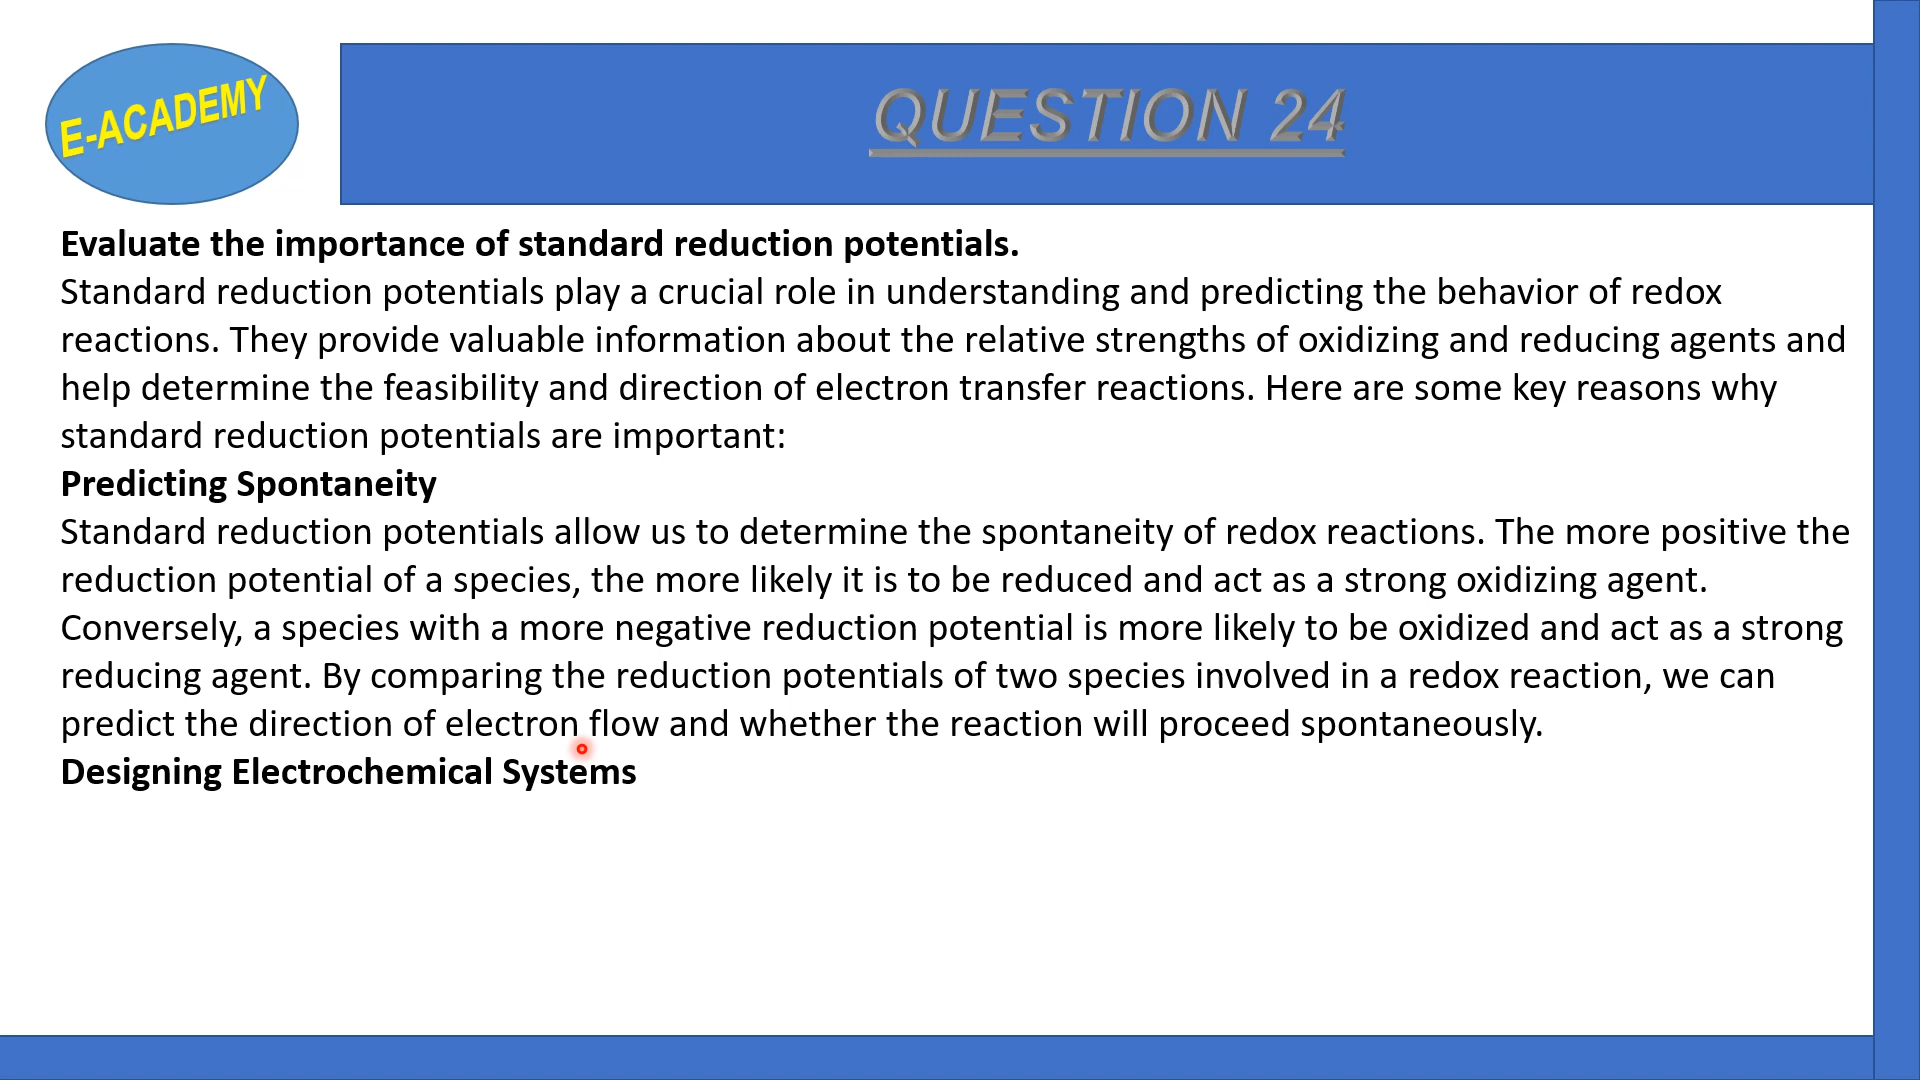 E-ACADEMY
QUESTION 24
Evaluate the importance of standard reduction potentials.
Standard reduction potentials play a crucial role in understanding and predicting the behavior of redox
reactions. They provide valuable information about the relative strengths of oxidizing and reducing agents and
help determine the feasibility and direction of electron transfer reactions. Here are some key reasons why
standard reduction potentials are important:
Predicting Spontaneity
Standard reduction potentials allow us to determine the spontaneity of redox reactions. The more positive the
reduction potential of a species, the more likely it is to be reduced and act as a strong oxidizing agent.
Conversely, a species with a more negative reduction potential is more likely to be oxidized and act as a strong
reducing agent. By comparing the reduction potentials of two species involved in a redox reaction, we can
predict the direction of electron flow and whether the reaction will proceed spontaneously.
Designing Electrochemical Systems